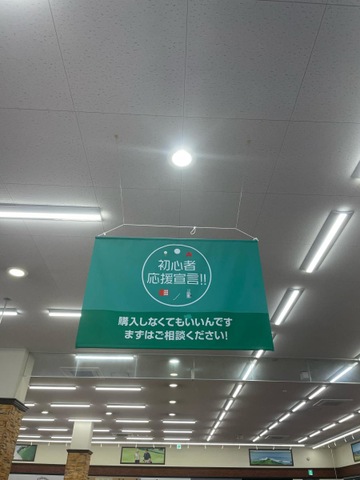 初心者
応援宣言!!
購入しなくてもいいんです
まずはご相談ください!